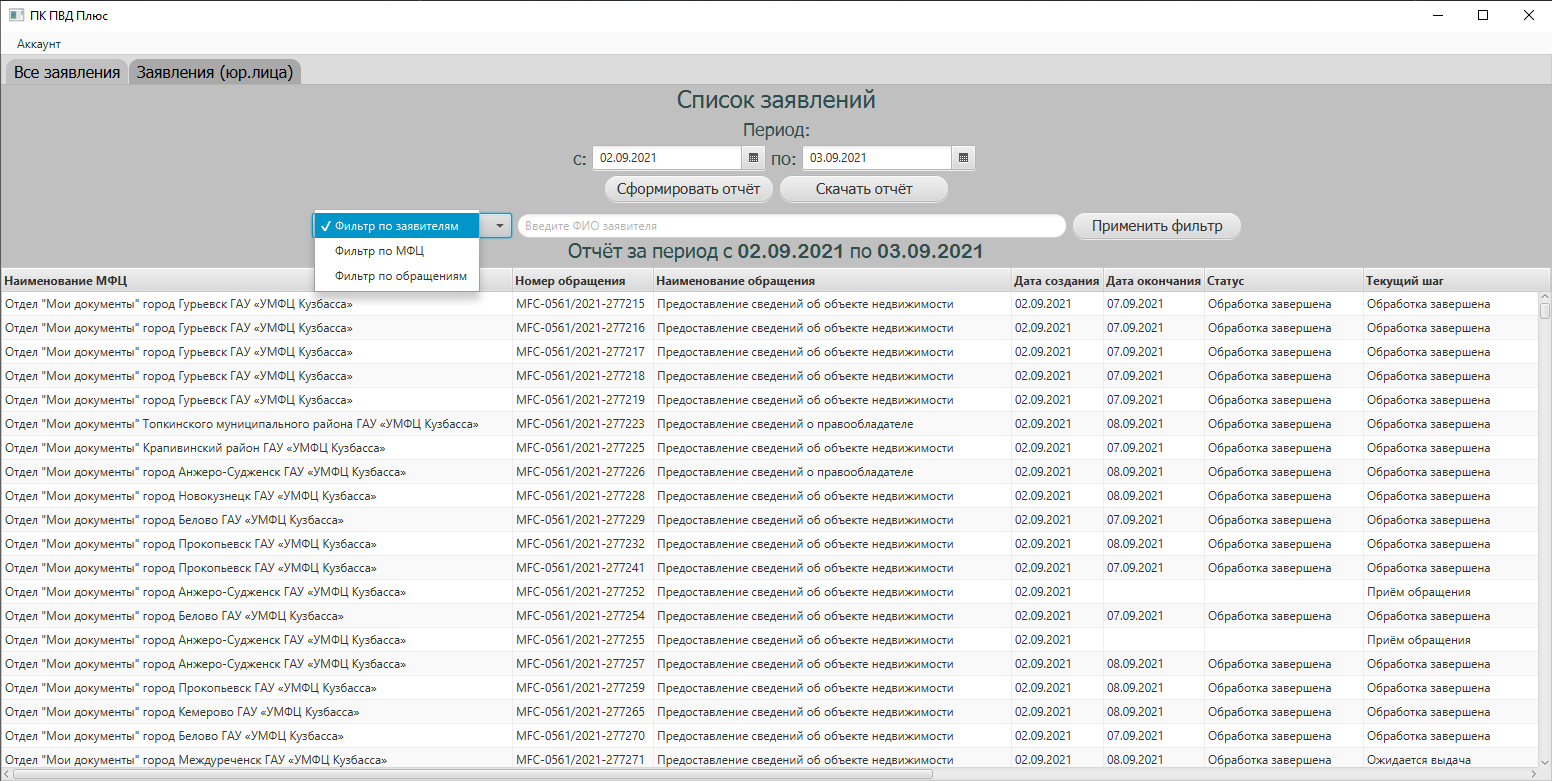 ПК ПВД Плюс
Аккаунт
Все заявления Заявления (юр.лица)
Список заявлений
Период:
с: 02.09.2021 по: 03.09.2021
Сформировать отчёт Скачать отчёт
Фильтр по заявителям Введите ФИО заявителя Применить фильтр
Фильтр по МФЦ
Фильтр по обращениям
Отчёт за период с 02.09.2021 по 03.09.2021
Наименование МФЦ Номер обращения Наименование обращения Дата создания Дата окончания Статус Текущий шаг
Отдел "Мои документы" город Гурьевск ГАУ «УМФЦ Кузбасса» MFC-0561/2021-277215 Предоставление сведений об объекте недвижимости 02.09.2021 07.09.2021 Обработка завершена Обработка завершена
Отдел "Мои документы" город Гурьевск ГАУ «УМФЦ Кузбасса» MFC-0561/2021-277216 Предоставление сведений об объекте недвижимости 02.09.2021 07.09.2021 Обработка завершена Обработка завершена
Отдел "Мои документы" город Гурьевск ГАУ «УМФЦ Кузбасса» MFC-0561/2021-277217 Предоставление сведений об объекте недвижимости 02.09.2021 07.09.2021 Обработка завершена Обработка завершена
Отдел "Мои документы" город Гурьевск ГАУ «УМФЦ Кузбасса» MFC-0561/2021-277218 Предоставление сведений об объекте недвижимости 02.09.2021 07.09.2021 Обработка завершена Обработка завершена
Отдел "Мои документы" город Гурьевск ГАУ «УМФЦ Кузбасса» MFC-0561/2021-277219 Предоставление сведений об объекте недвижимости 02.09.2021 07.09.2021 Обработка завершена Обработка завершена
Отдел "Мои документы" Топкинского муниципального района ГАУ «УМФЦ Кузбасса» MFC-0561/2021-277223 Предоставление сведений о правообладателе 02.09.2021 08.09.2021 Обработка завершена Обработка завершена
Отдел "Мои документы" Крапивинский район ГАУ «УМФЦ Кузбасса» MFC-0561/2021-277225 Предоставление сведений об объекте недвижимости 02.09.2021 07.09.2021 Обработка завершена Обработка завершена
Отдел "Мои документы" город Анжеро-Судженск ГАУ «УМФЦ Кузбасса» MFC-0561/2021-277226 Предоставление сведений о правообладателе 02.09.2021 08.09.2021 Обработка завершена Обработка завершена
Отдел "Мои документы" город Новокузнецк ГАУ «УМФЦ Кузбасса» MFC-0561/2021-277228 Предоставление сведений об объекте недвижимости 02.09.2021 08.09.2021 Обработка завершена Обработка завершена
Отдел "Мои документы" город Белово ГАУ «УМФЦ Кузбасса» MFC-0561/2021-277229 Предоставление сведений об объекте недвижимости 02.09.2021 07.09.2021 Обработка завершена Обработка завершена
Отдел "Мои документы" город Прокопьевск ГАУ «УМФЦ Кузбасса» MFC-0561/2021-277232 Предоставление сведений об объекте недвижимости 02.09.2021 08.09.2021 Обработка завершена Обработка завершена
Отдел "Мои документы" город Прокопьевск ГАУ «УМФЦ Кузбасса» MFC-0561/2021-277241 Предоставление сведений об объекте недвижимости 02.09.2021 07.09.2021 Обработка завершена Обработка завершена
Отдел "Мои документы" город Анжеро-Судженск ГАУ «УМФЦ Кузбасса» MFC-0561/2021-277252 Предоставление сведений об объекте недвижимости 02.09.2021 Приём обращения
Отдел "Мои документы" город Белово ГАУ «УМФЦ Кузбасса» MFC-0561/2021-277254 Предоставление сведений об объекте недвижимости 02.09.2021 07.09.2021 Обработка завершена Обработка завершена
Отдел "Мои документы" город Анжеро-Судженск ГАУ «УМФЦ Кузбасса» MFC-0561/2021-277255 Предоставление сведений об объекте недвижимости 02.09.2021 Приём обращения
Отдел "Мои документы" город Анжеро-Судженск ГАУ «УМФЦ Кузбасса» MFC-0561/2021-277257 Предоставление сведений об объекте недвижимости 02.09.2021 08.09.2021 Обработка завершена Обработка завершена
Отдел "Мои документы" город Прокопьевск ГАУ «УМФЦ Кузбасса» MFC-0561/2021-277259 Предоставление сведений об объекте недвижимости 02.09.2021 08.09.2021 Обработка завершена Обработка завершена
Отдел "Мои документы" город Кемерово ГАУ «УМФЦ Кузбасса» MFC-0561/2021-277265 Предоставление сведений об объекте недвижимости 02.09.2021 08.09.2021 Обработка завершена Обработка завершена
Отдел "Мои документы" город Белово ГАУ «УМФЦ Кузбасса» MFC-0561/2021-277270 Предоставление сведений об объекте недвижимости 02.09.2021 07.09.2021 Обработка завершена Обработка завершена
Отдел "Мои документы" город Междуреченск ГАУ «УМФЦ Кузбасса» MFC-0561/2021-277271 Предоставление сведений об объекте недвижимости 02.09.2021 08.09.2021 Обработка завершена Ожидается выдача